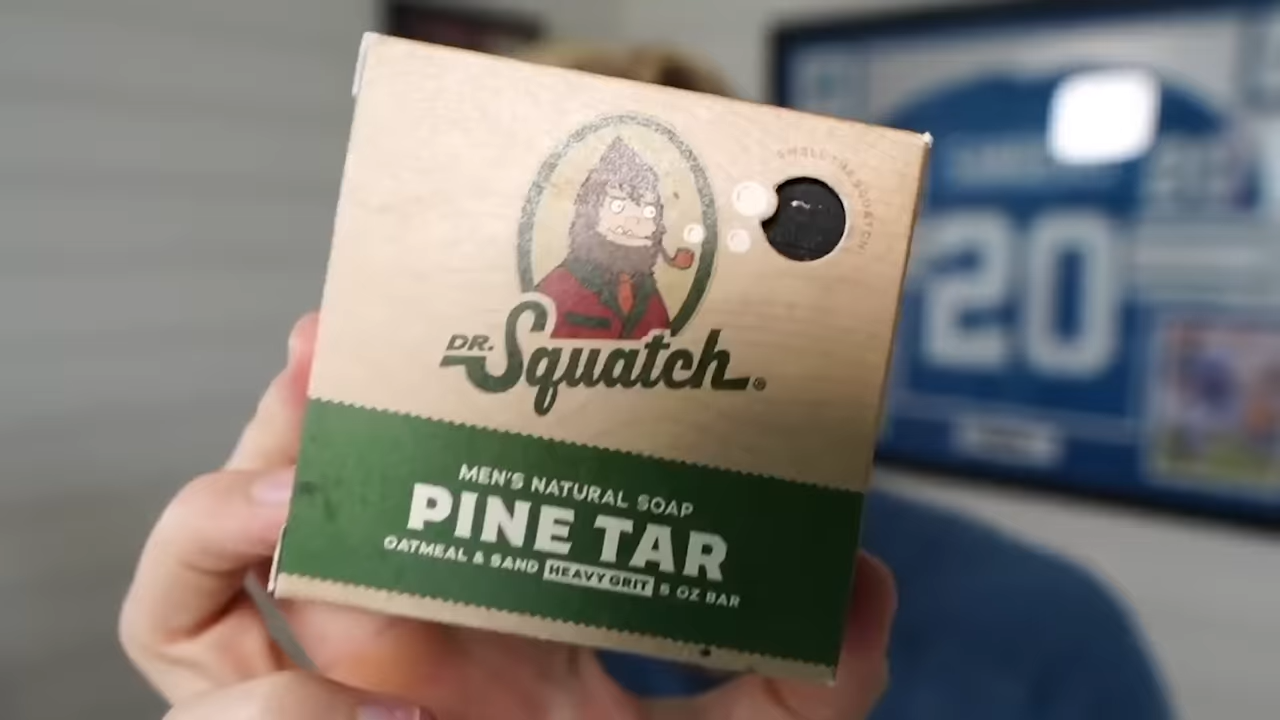 SMELL THE SQUATCH
DR. Squatch®
MEN'S NATURAL SOAP
PINE TAR
OATMEAL & SAND HEAVY GRIT 5 OZ BAR
20